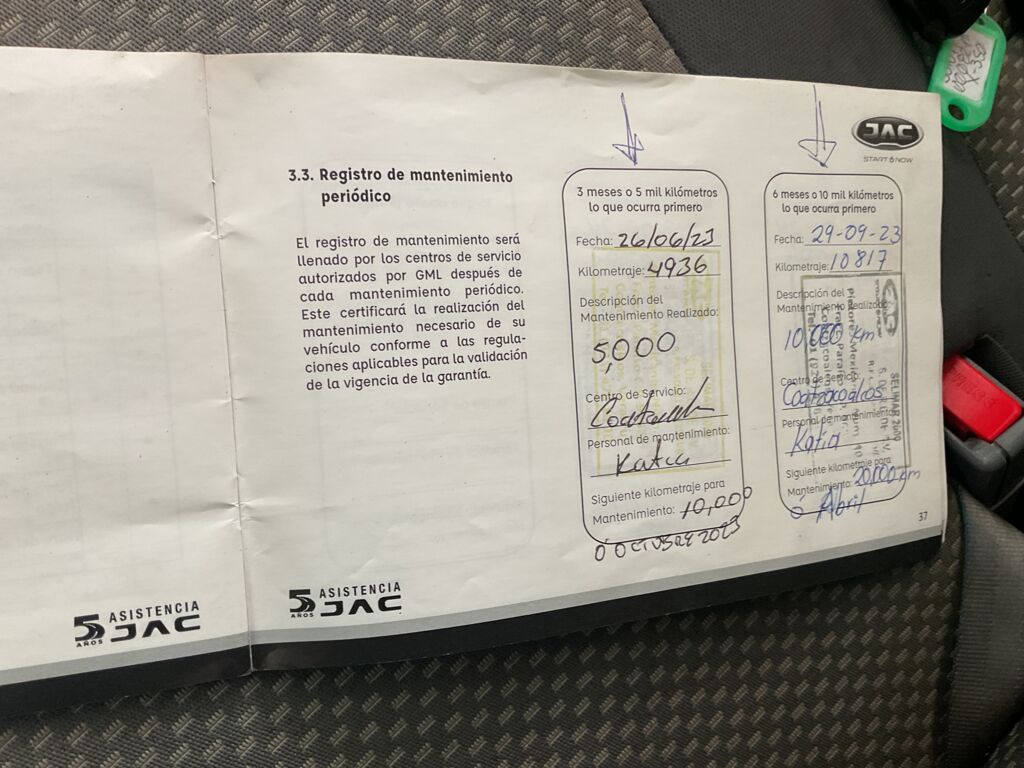 JAC
START 6 NOW
3.3. Registro de mantenimiento
periódico
El registro de mantenimiento será
llenado por los centros de servicio
autorizados por GML después de
cada mantenimiento periódico.
Este certificará la realización del
mantenimiento necesario de su
vehículo conforme a las regula-
ciones aplicables para la validación
de la vigencia de la garantía.
3 meses o 5 mil kilómetros
lo que ocurra primero
Fecha: 26/06/23
Kilometraje: 4936
Descripción del
Mantenimiento Realizado:
5,000
Centro de Servicio:
Personal de mantenimiento:
Katia
Siguiente kilometraje para
Mantenimiento: 10,000
Ó OCTUBRE 2023
6 meses o 10 mil kilómetros
lo que ocurra primero
Fecha: 29-09-23
Kilometraje: 10817
Descripción del
Mantenimiento Realizado:
10,000 km
Centro de Servicio:
Coatzacoalcos
Personal de mantenimiento:
Katia
Siguiente kilometraje para
Mantenimiento: 20,000 km
ó Abril
37
5 AÑOS ASISTENCIA
JAC
5 AÑOS ASISTENCIA
JAC
PRESS